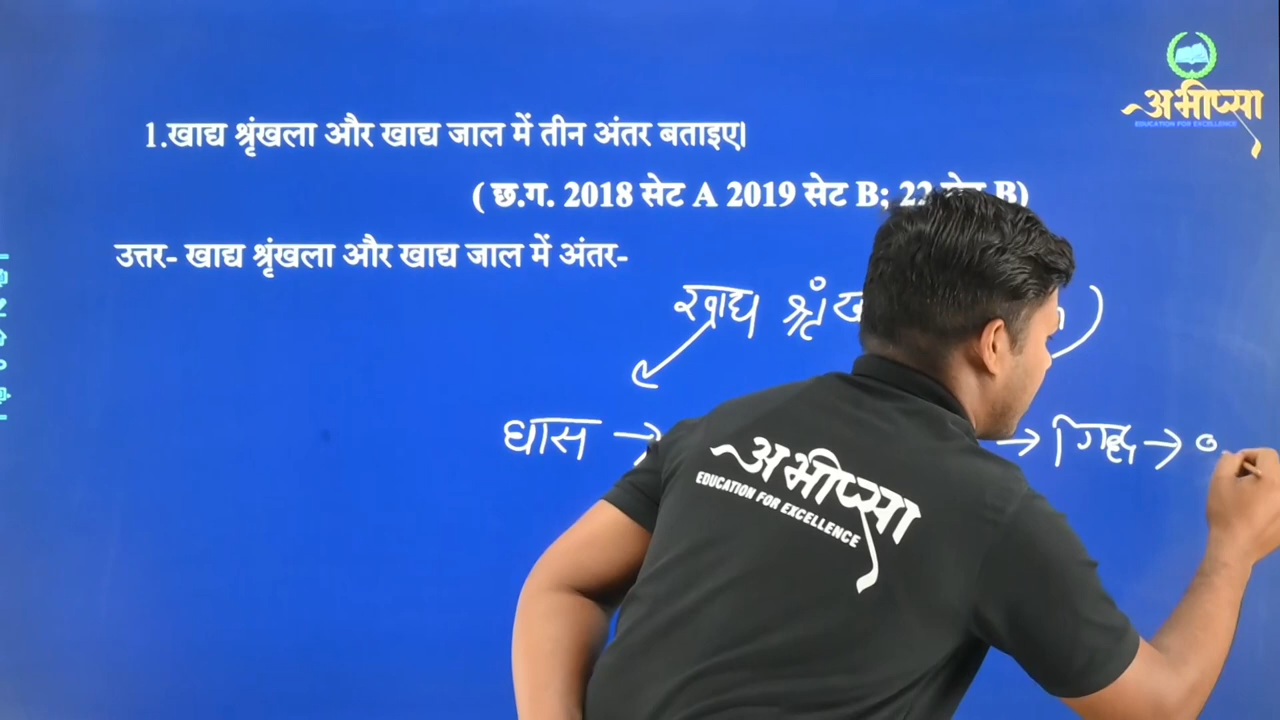 अभीप्सा
EDUCATION FOR EXCELLENCE
1.खाद्य श्रृंखला और खाद्य जाल में तीन अंतर बताइए।
( छ.ग. 2018 सेट A 2019 सेट B; 22 सेट B)
उत्तर- खाद्य श्रृंखला और खाद्य जाल में अंतर-
खाद्य
घास → → गिद्ध →
अभीप्सा
EDUCATION FOR EXCELLENCE